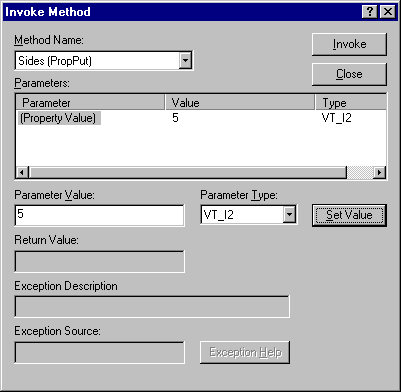 Invoke Method
Method Name:
Invoke
Sides (PropPut)
Close
Parameters:
Parameter Value Type
(Property Value) 5 VT_I2
Parameter Value: Parameter Type:
5 VT_I2 Set Value
Return Value:
Exception Description
Exception Source:
Exception Help